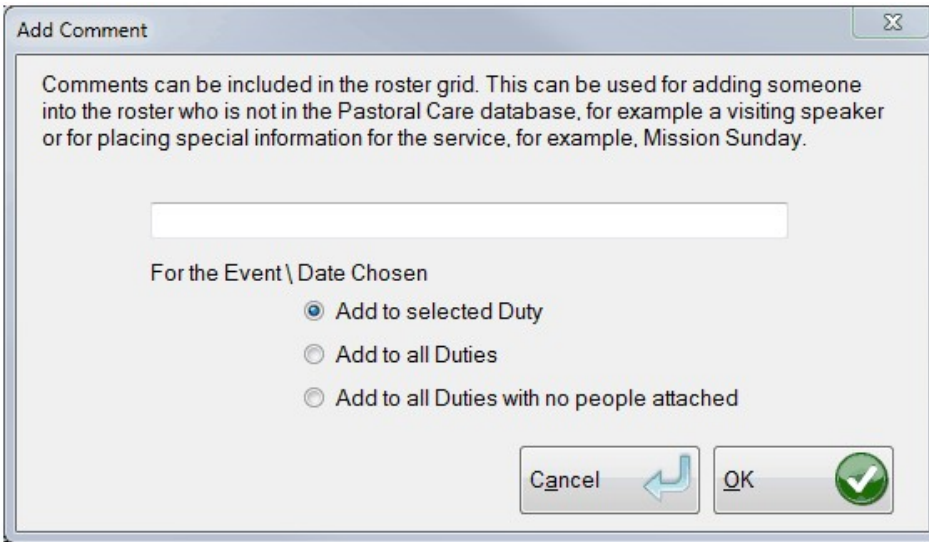 Add Comment
Comments can be included in the roster grid. This can be used for adding someone
into the roster who is not in the Pastoral Care database, for example a visiting speaker
or for placing special information for the service, for example, Mission Sunday.
For the Event \ Date Chosen
Add to selected Duty
Add to all Duties
Add to all Duties with no people attached
Cancel
OK